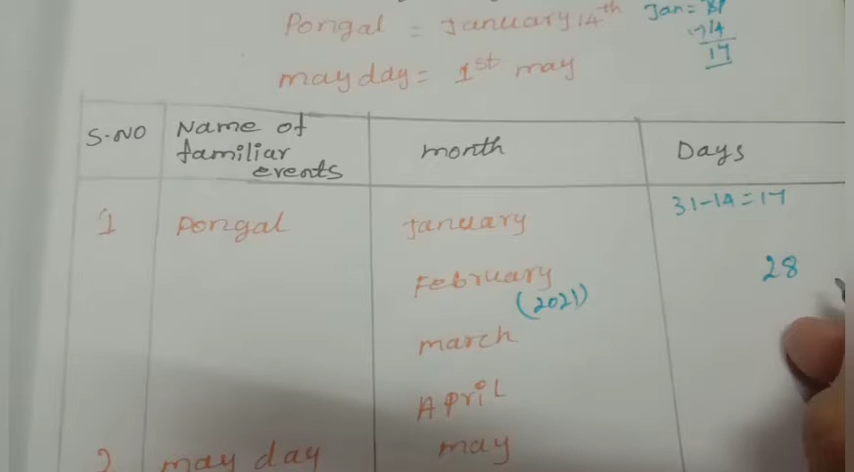 Pongal = January 14th Jan = 31
-14
17
may day = 1st may
S.NO Name of familiar events month Days
1 Pongal January 31-14=17
February (2021) 28
march
April
2 may day may